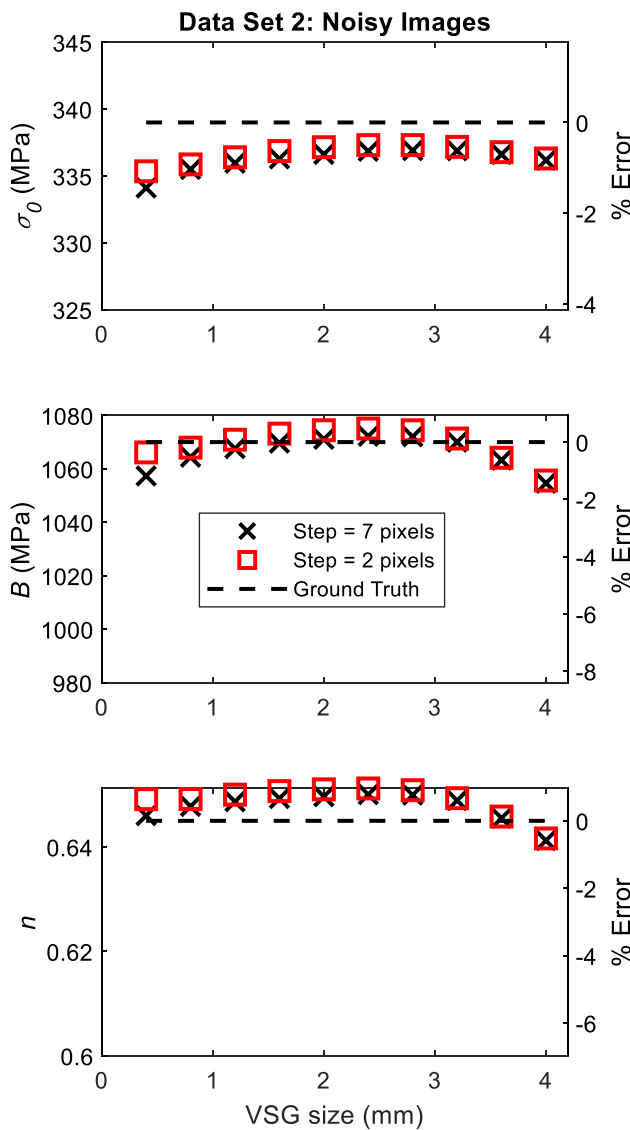 Data Set 2: Noisy Images
345
340
335
330
325
σ0 (MPa)
0
-2
-4
% Error
0 1 2 3 4
1080
1060
1040
1020
1000
980
B (MPa)
Step = 7 pixels
Step = 2 pixels
Ground Truth
0
-2
-4
-6
-8
% Error
0 1 2 3 4
0.64
0.62
0.6
n
0
-2
-4
-6
% Error
0 1 2 3 4
VSG size (mm)